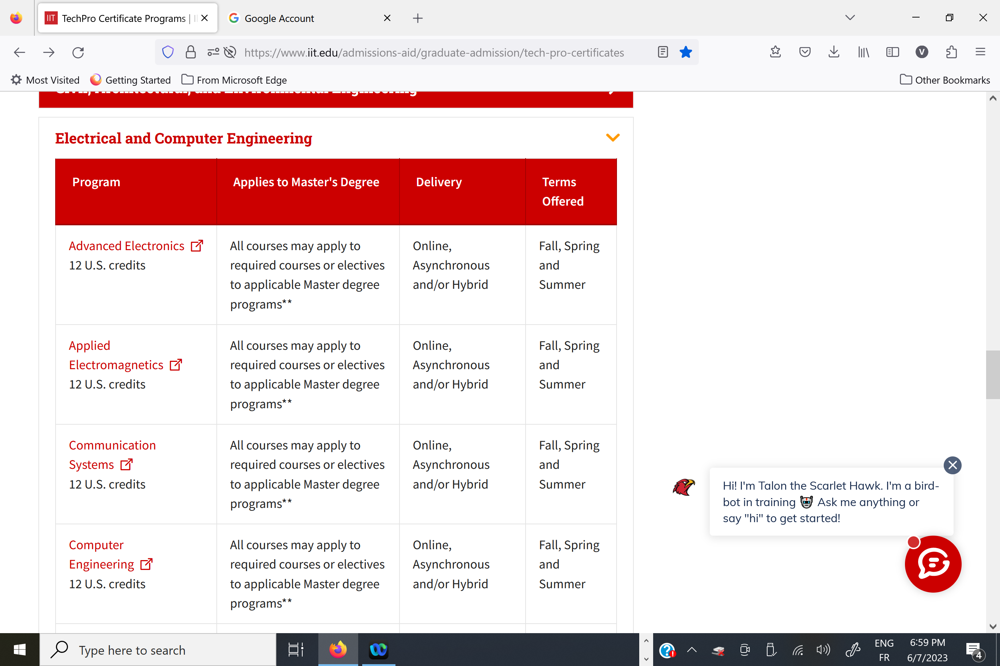 IIT TechPro Certificate Programs |
Google Account
https://www.iit.edu/admissions-aid/graduate-admission/tech-pro-certificates
V
Most Visited
Getting Started
From Microsoft Edge
Other Bookmarks
Civil, Architectural, and Environmental Engineering
Electrical and Computer Engineering
Program
Applies to Master's Degree
Delivery
Terms
Offered
Advanced Electronics
12 U.S. credits
All courses may apply to
required courses or electives
to applicable Master degree
programs**
Online,
Asynchronous
and/or Hybrid
Fall, Spring
and
Summer
Applied
Electromagnetics
12 U.S. credits
All courses may apply to
required courses or electives
to applicable Master degree
programs**
Online,
Asynchronous
and/or Hybrid
Fall, Spring
and
Summer
Communication
Systems
12 U.S. credits
All courses may apply to
required courses or electives
to applicable Master degree
programs**
Online,
Asynchronous
and/or Hybrid
Fall, Spring
and
Summer
Computer
Engineering
12 U.S. credits
All courses may apply to
required courses or electives
to applicable Master degree
programs**
Online,
Asynchronous
and/or Hybrid
Fall, Spring
and
Summer
Hi! I'm Talon the Scarlet Hawk. I'm a bird-
bot in training Ask me anything or
say "hi" to get started!
Type here to search
ENG
FR
6:59 PM
6/7/2023
4